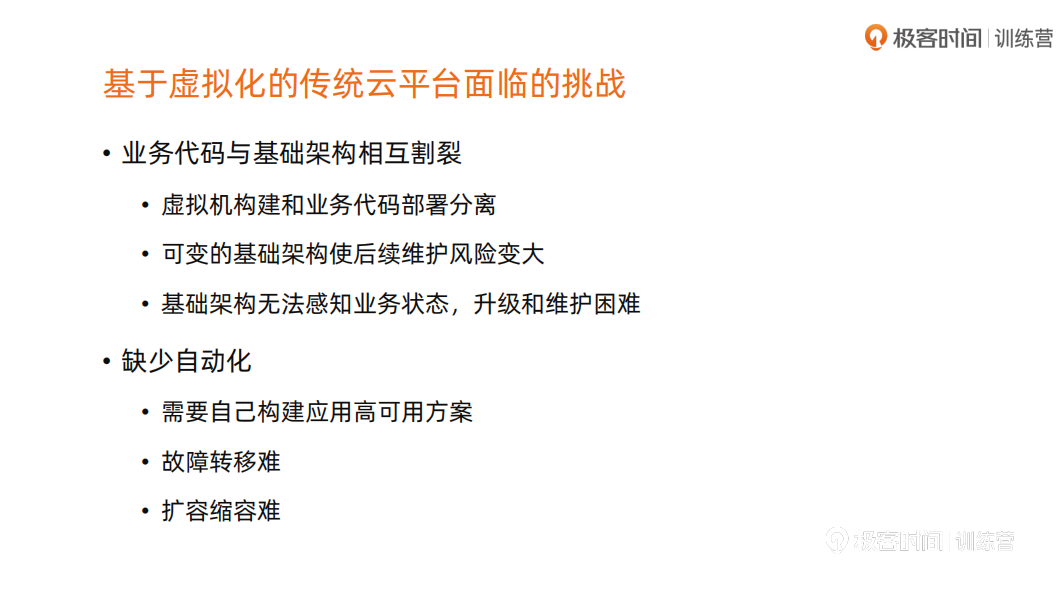 极客时间 | 训练营
基于虚拟化的传统云平台面临的挑战
• 业务代码与基础架构相互割裂
• 虚拟机构建和业务代码部署分离
• 可变的基础架构使后续维护风险变大
• 基础架构无法感知业务状态，升级和维护困难
• 缺少自动化
• 需要自己构建应用高可用方案
• 故障转移难
• 扩容缩容难
极客时间 | 训练营